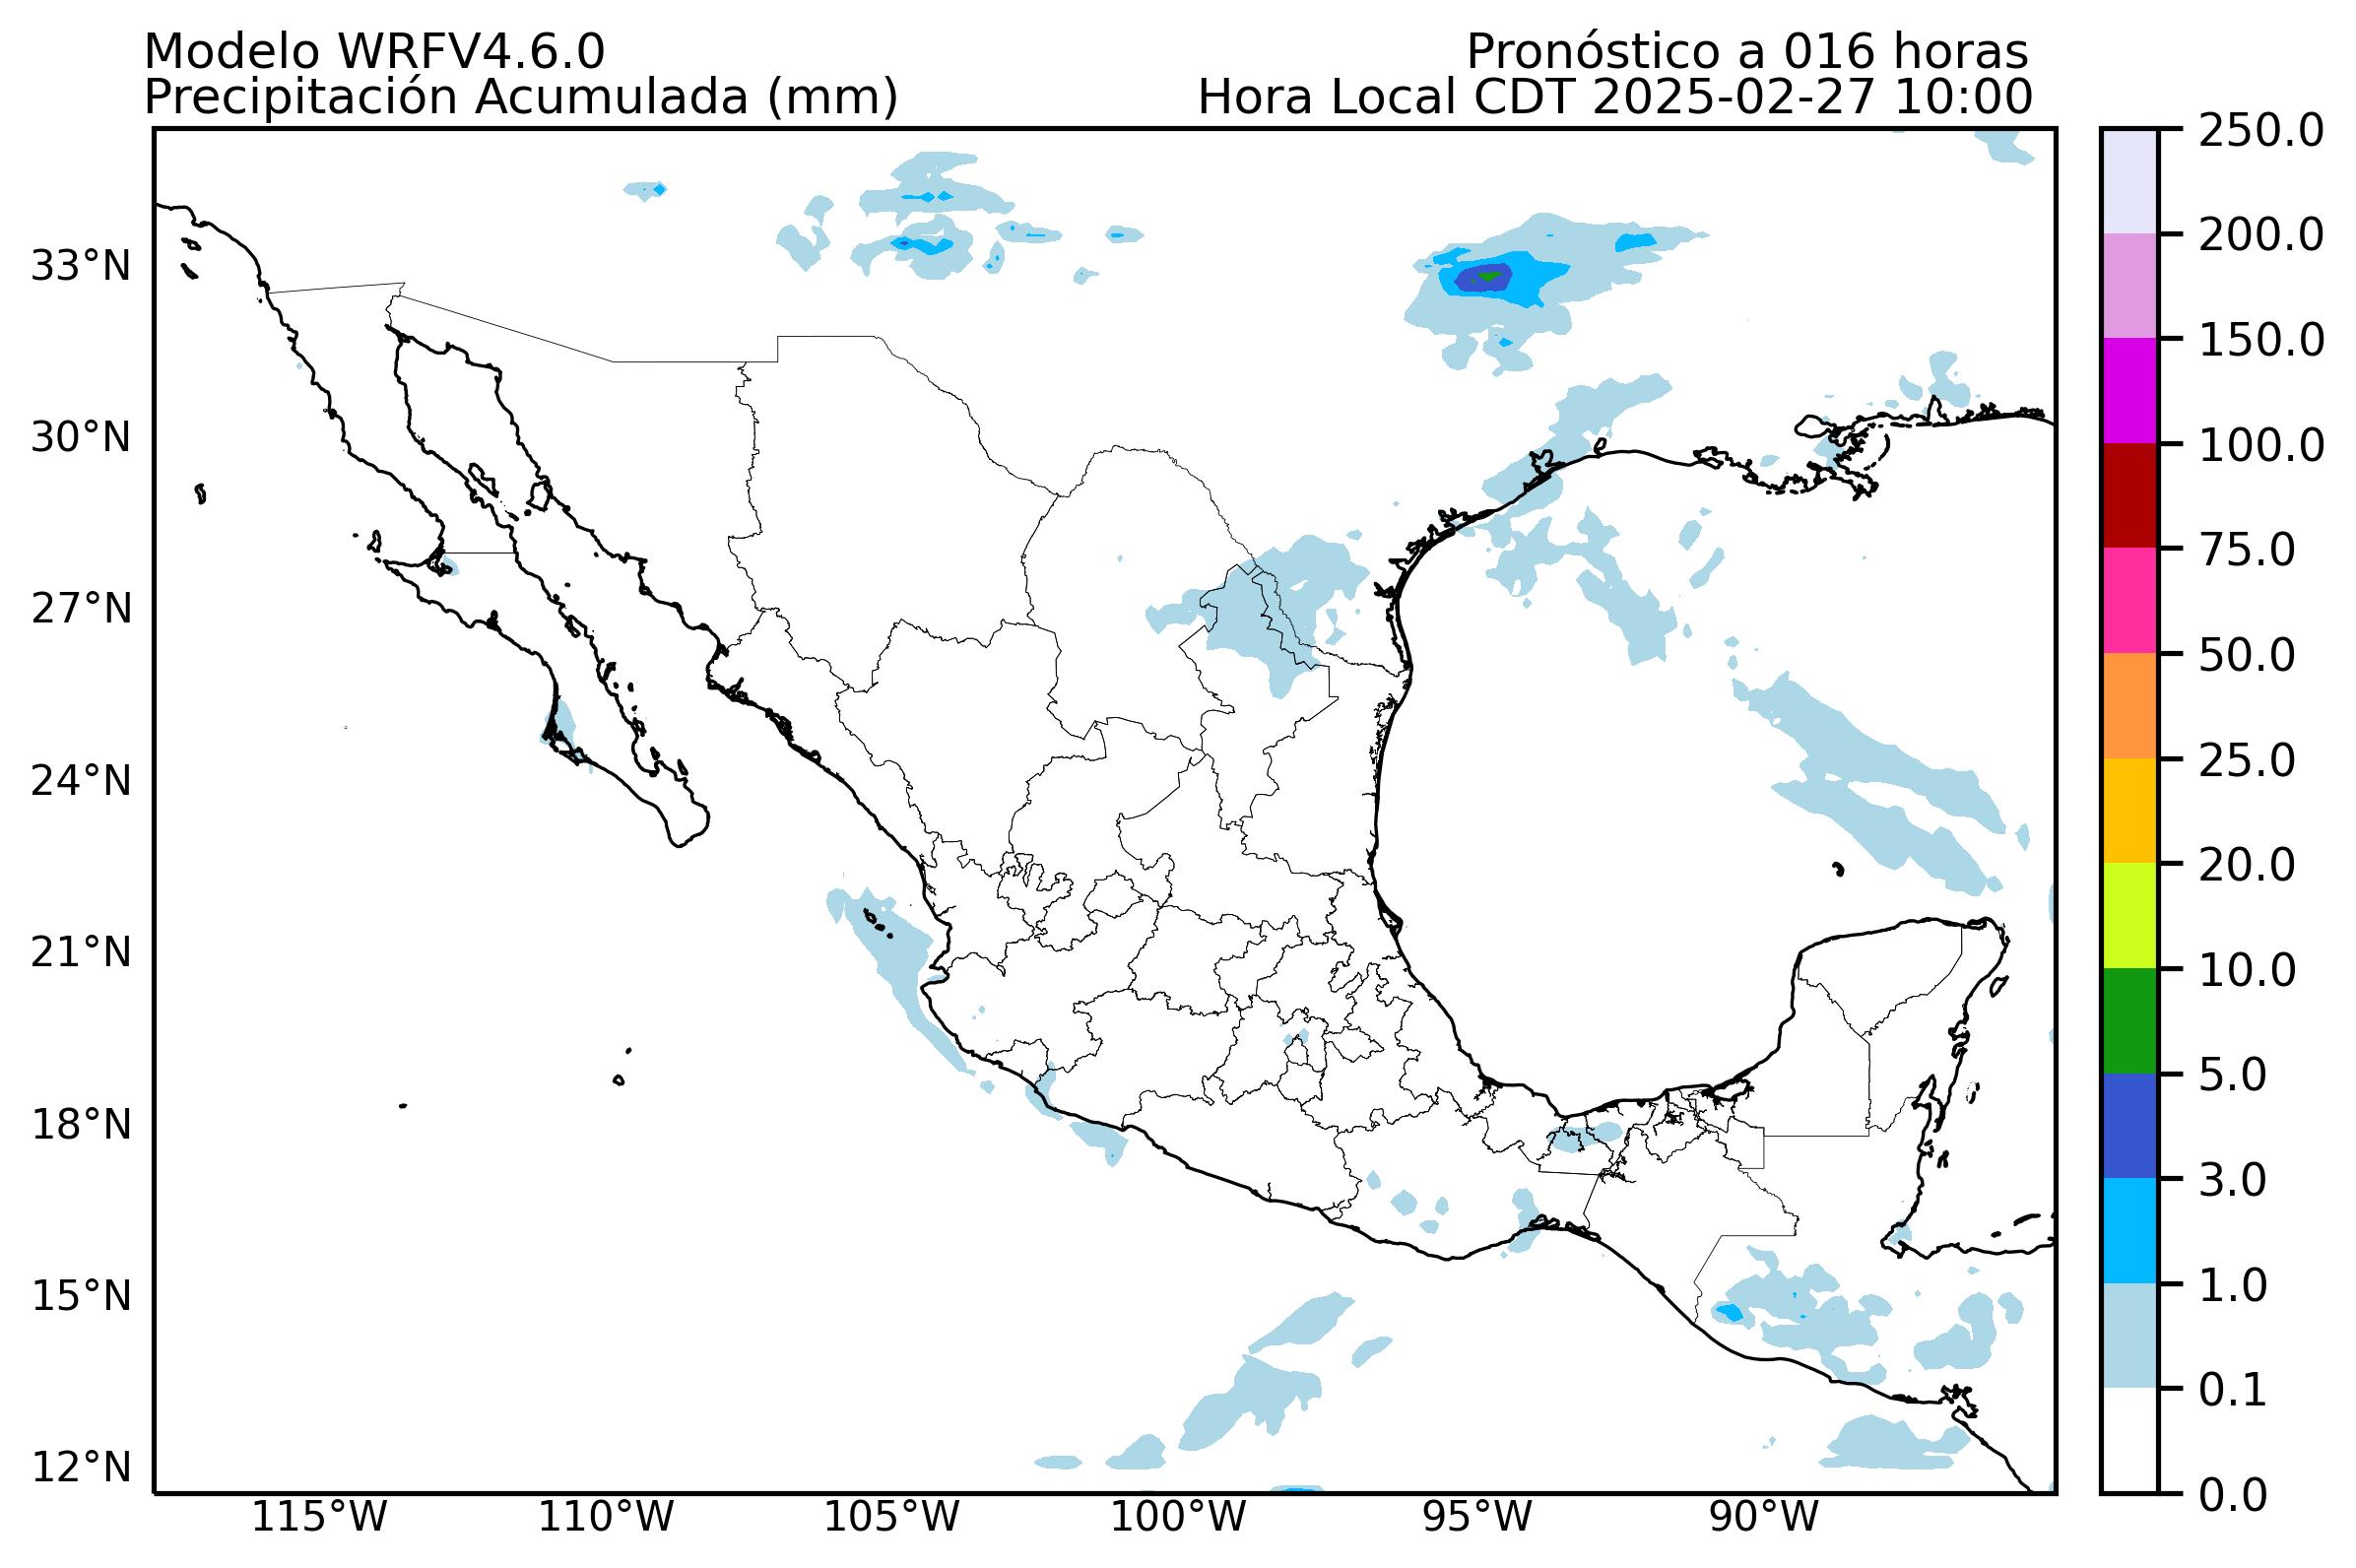 Modelo WRFV4.6.0
Pronóstico a 016 horas
Precipitación Acumulada (mm)
Hora Local CDT 2025-02-27 10:00
33°N
30°N
27°N
24°N
21°N
18°N
15°N
12°N
115°W
110°W
105°W
100°W
95°W
90°W
250.0
200.0
150.0
100.0
75.0
50.0
25.0
20.0
10.0
5.0
3.0
1.0
0.1
0.0